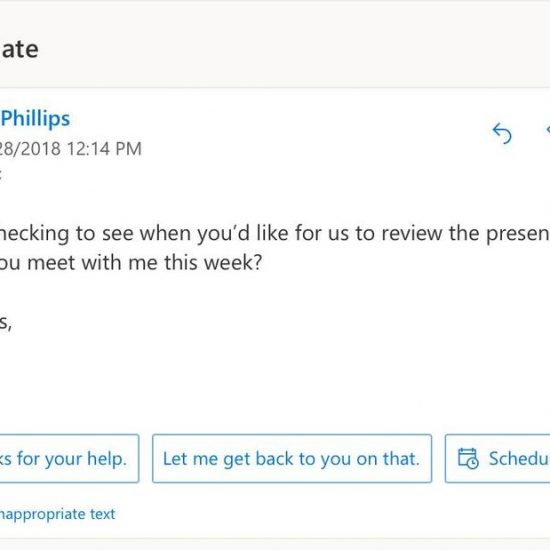 ate
Phillips
28/2018 12:14 PM
hecking to see when you'd like for us to review the presen
ou meet with me this week?
s,
ks for your help.
Let me get back to you on that.
Schedu
nappropriate text